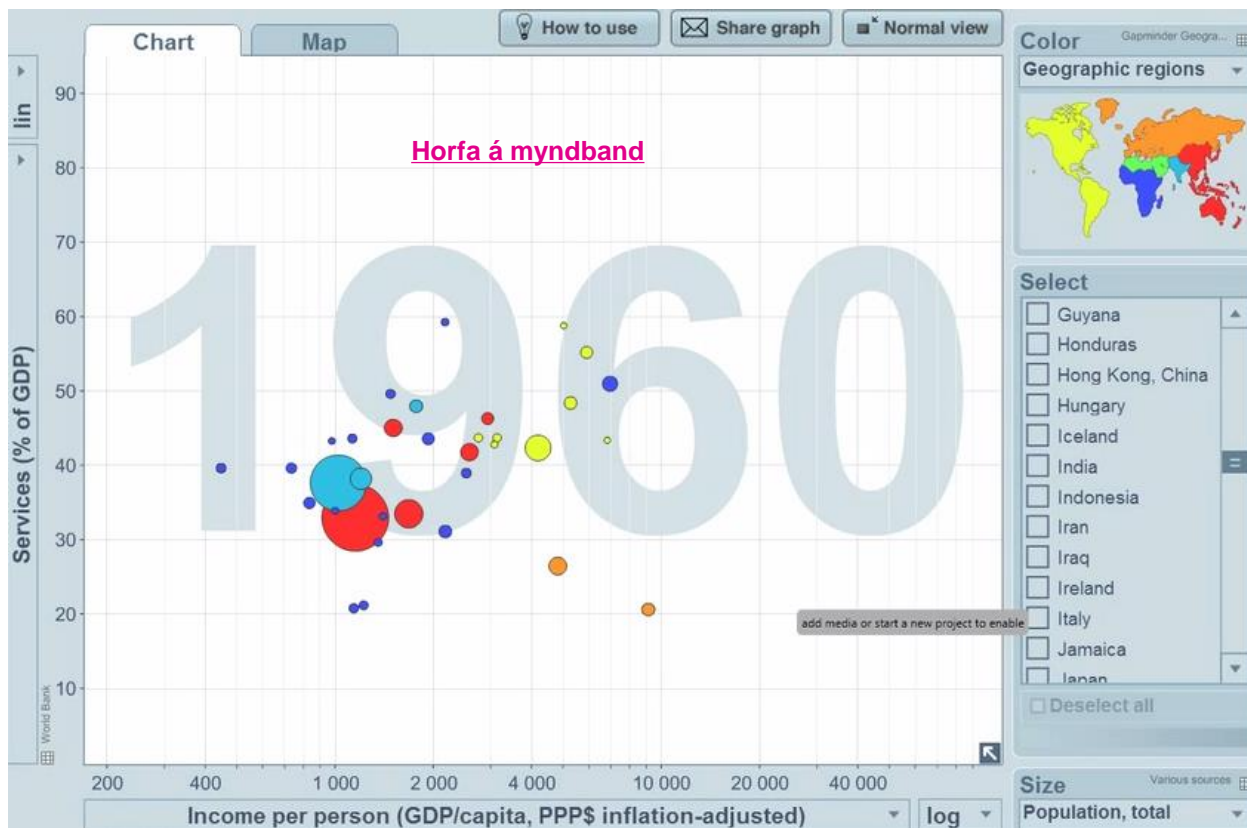 Chart
Map
How to use
Share graph
Normal view
Color
Gapminder Geogra...
Geographic regions
lin
Services (% of GDP)
World Bank
90
80
70
60
50
40
30
20
10
Horfa á myndband
1960
add media or start a new project to enable
Select
Guyana
Honduras
Hong Kong, China
Hungary
Iceland
India
Indonesia
Iran
Iraq
Ireland
Italy
Jamaica
Japan
Deselect all
200 400 1 000 2 000 4 000 10 000 20 000 40 000
Income per person (GDP/capita, PPP$ inflation-adjusted)
log
Size
Various sources
Population, total